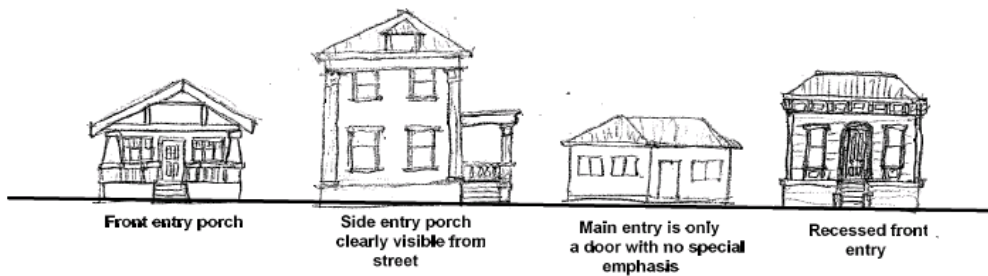 Front entry porch
Side entry porch
clearly visible from
street
Main entry is only
a door with no special
emphasis
Recessed front
entry